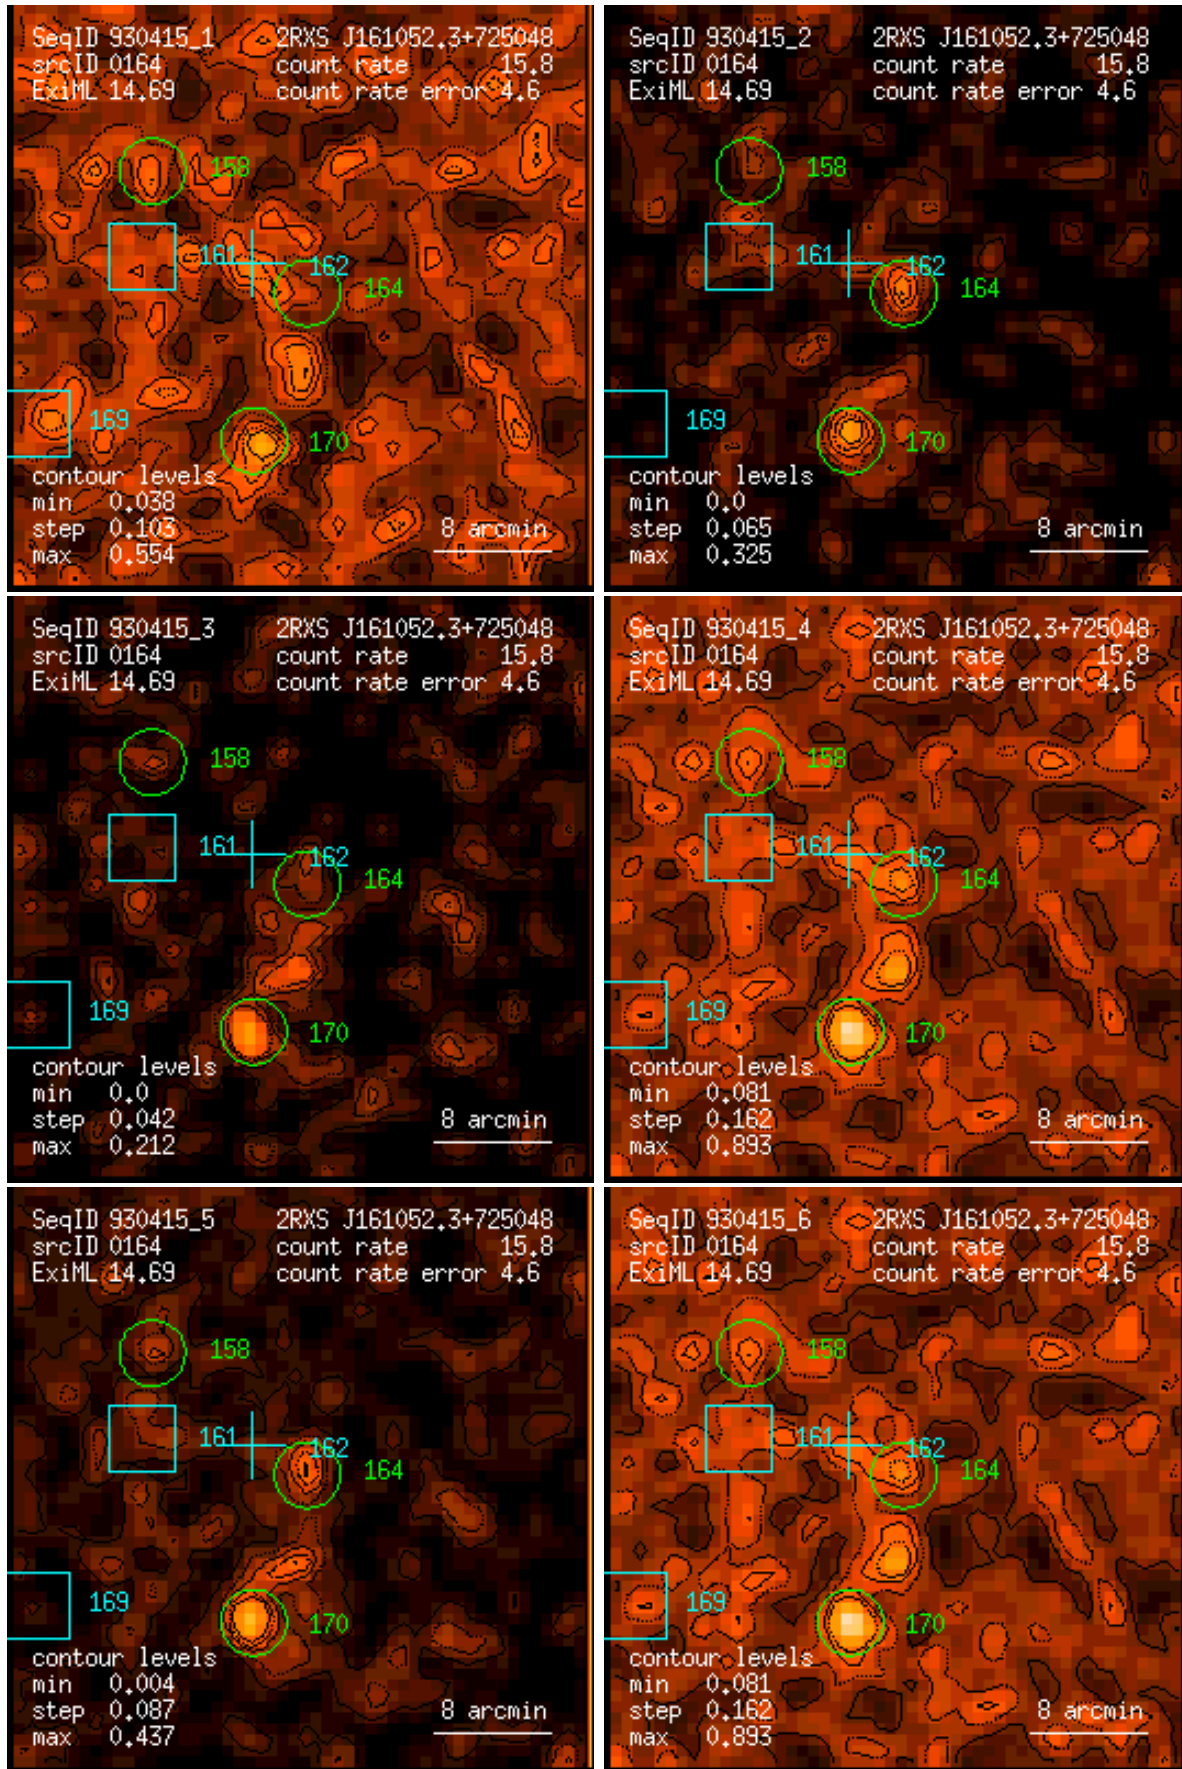 SeqID 930415_1 2RXS J161052.3+725048
srcID 0164 count rate 15.8
ExiML 14.69 count rate error 4.6
158
161
162
164
169
170
contour levels
min 0.038
step 0.103
max 0.554
8 arcmin
SeqID 930415_2 2RXS J161052.3+725048
srcID 0164 count rate 15.8
ExiML 14.69 count rate error 4.6
158
161
162
164
169
170
contour levels
min 0.0
step 0.065
max 0.325
8 arcmin
SeqID 930415_3 2RXS J161052.3+725048
srcID 0164 count rate 15.8
ExiML 14.69 count rate error 4.6
158
161
162
164
169
170
contour levels
min 0.0
step 0.042
max 0.212
8 arcmin
SeqID 930415_4 2RXS J161052.3+725048
srcID 0164 count rate 15.8
ExiML 14.69 count rate error 4.6
158
161
162
164
169
170
contour levels
min 0.081
step 0.162
max 0.893
8 arcmin
SeqID 930415_5 2RXS J161052.3+725048
srcID 0164 count rate 15.8
ExiML 14.69 count rate error 4.6
158
161
162
164
169
170
contour levels
min 0.004
step 0.087
max 0.437
8 arcmin
SeqID 930415_6 2RXS J161052.3+725048
srcID 0164 count rate 15.8
ExiML 14.69 count rate error 4.6
158
161
162
164
169
170
contour levels
min 0.081
step 0.162
max 0.893
8 arcmin